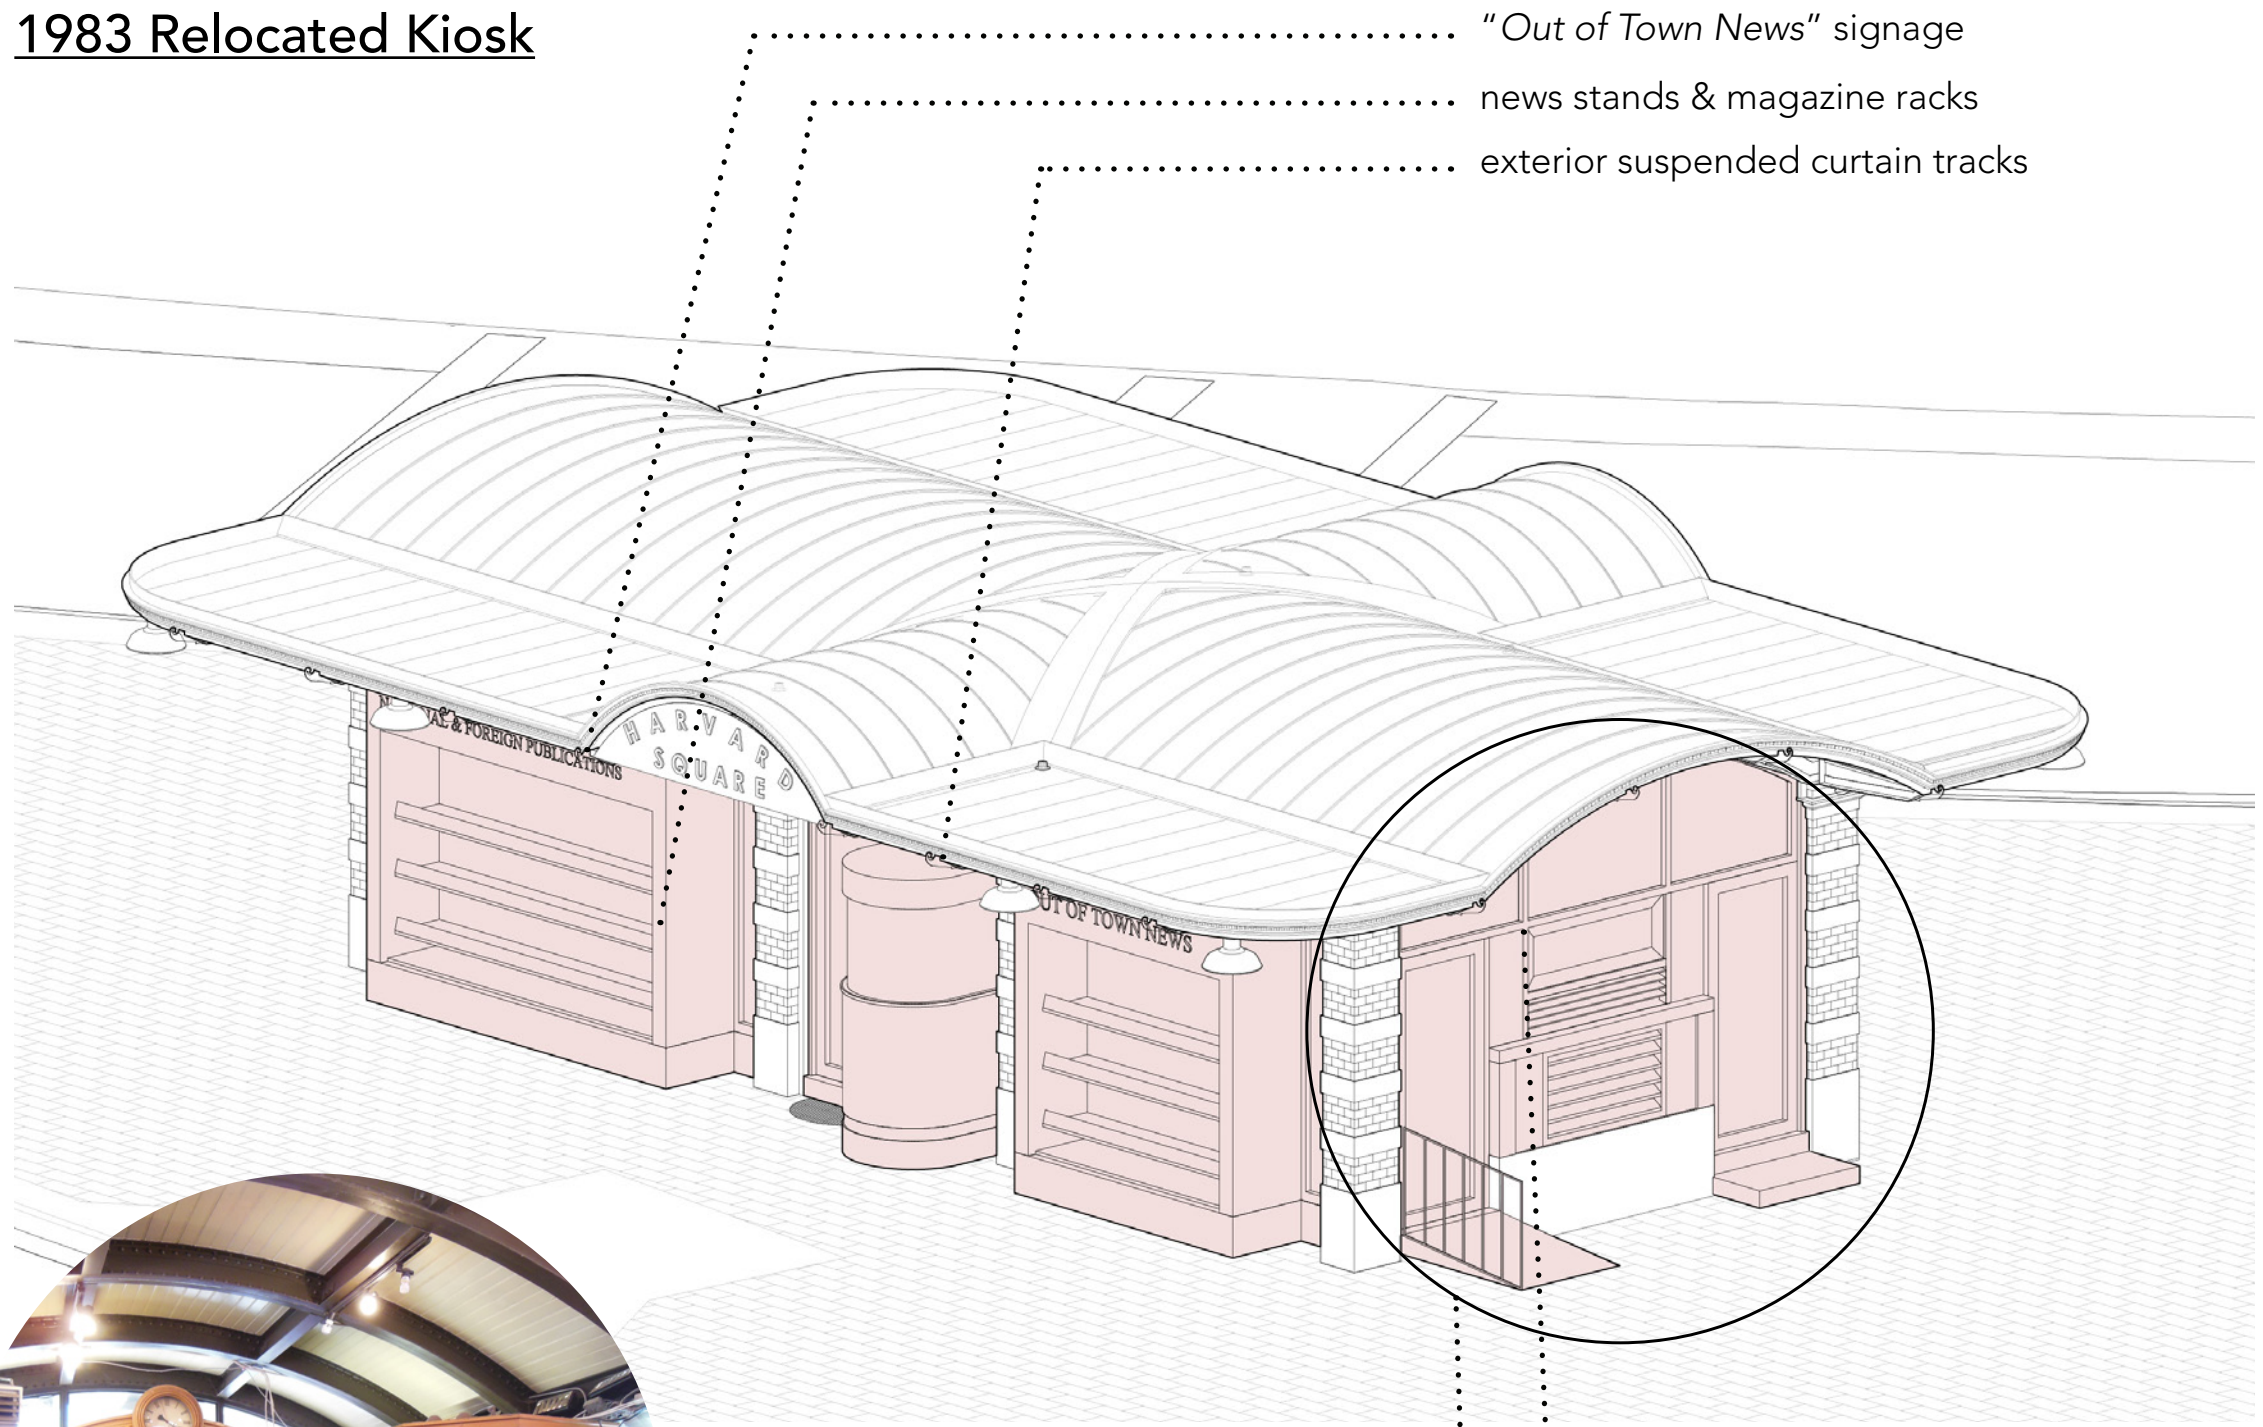 1983 Relocated Kiosk
“Out of Town News” signage
news stands & magazine racks
exterior suspended curtain tracks
& FOREIGN PUBLICATIONS
HARVARD
SQUARE
OF TOWN NEWS